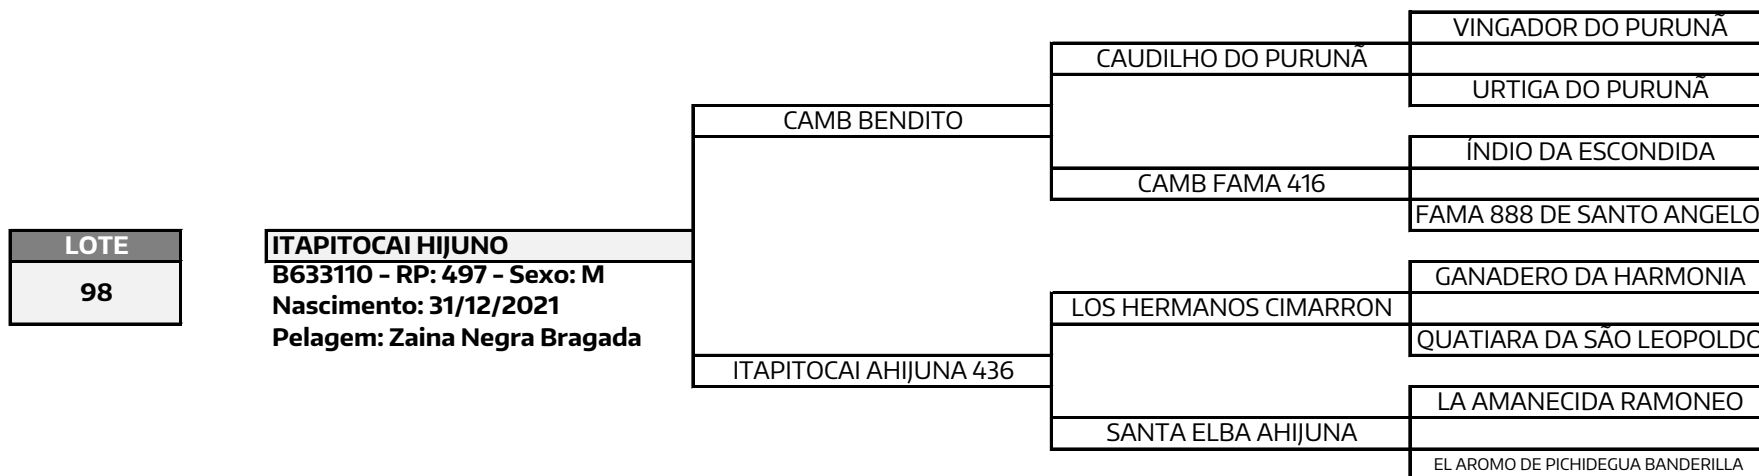 VINGADOR DO PURUNÃ
CAUDILHO DO PURUNÃ
URTIGA DO PURUNÃ
CAMB BENDITO
ÍNDIO DA ESCONDIDA
CAMB FAMA 416
FAMA 888 DE SANTO ANGELO
LOTE
98
ITAPITOCAI HIJUNO
B633110 - RP: 497 - Sexo: M
Nascimento: 31/12/2021
Pelagem: Zaina Negra Bragada
GANADERO DA HARMONIA
LOS HERMANOS CIMARRON
QUATIARA DA SÃO LEOPOLDO
ITAPITOCAI AHIJUNA 436
LA AMANECIDA RAMONEO
SANTA ELBA AHIJUNA
EL AROMO DE PICHIDEGUA BANDERILLA